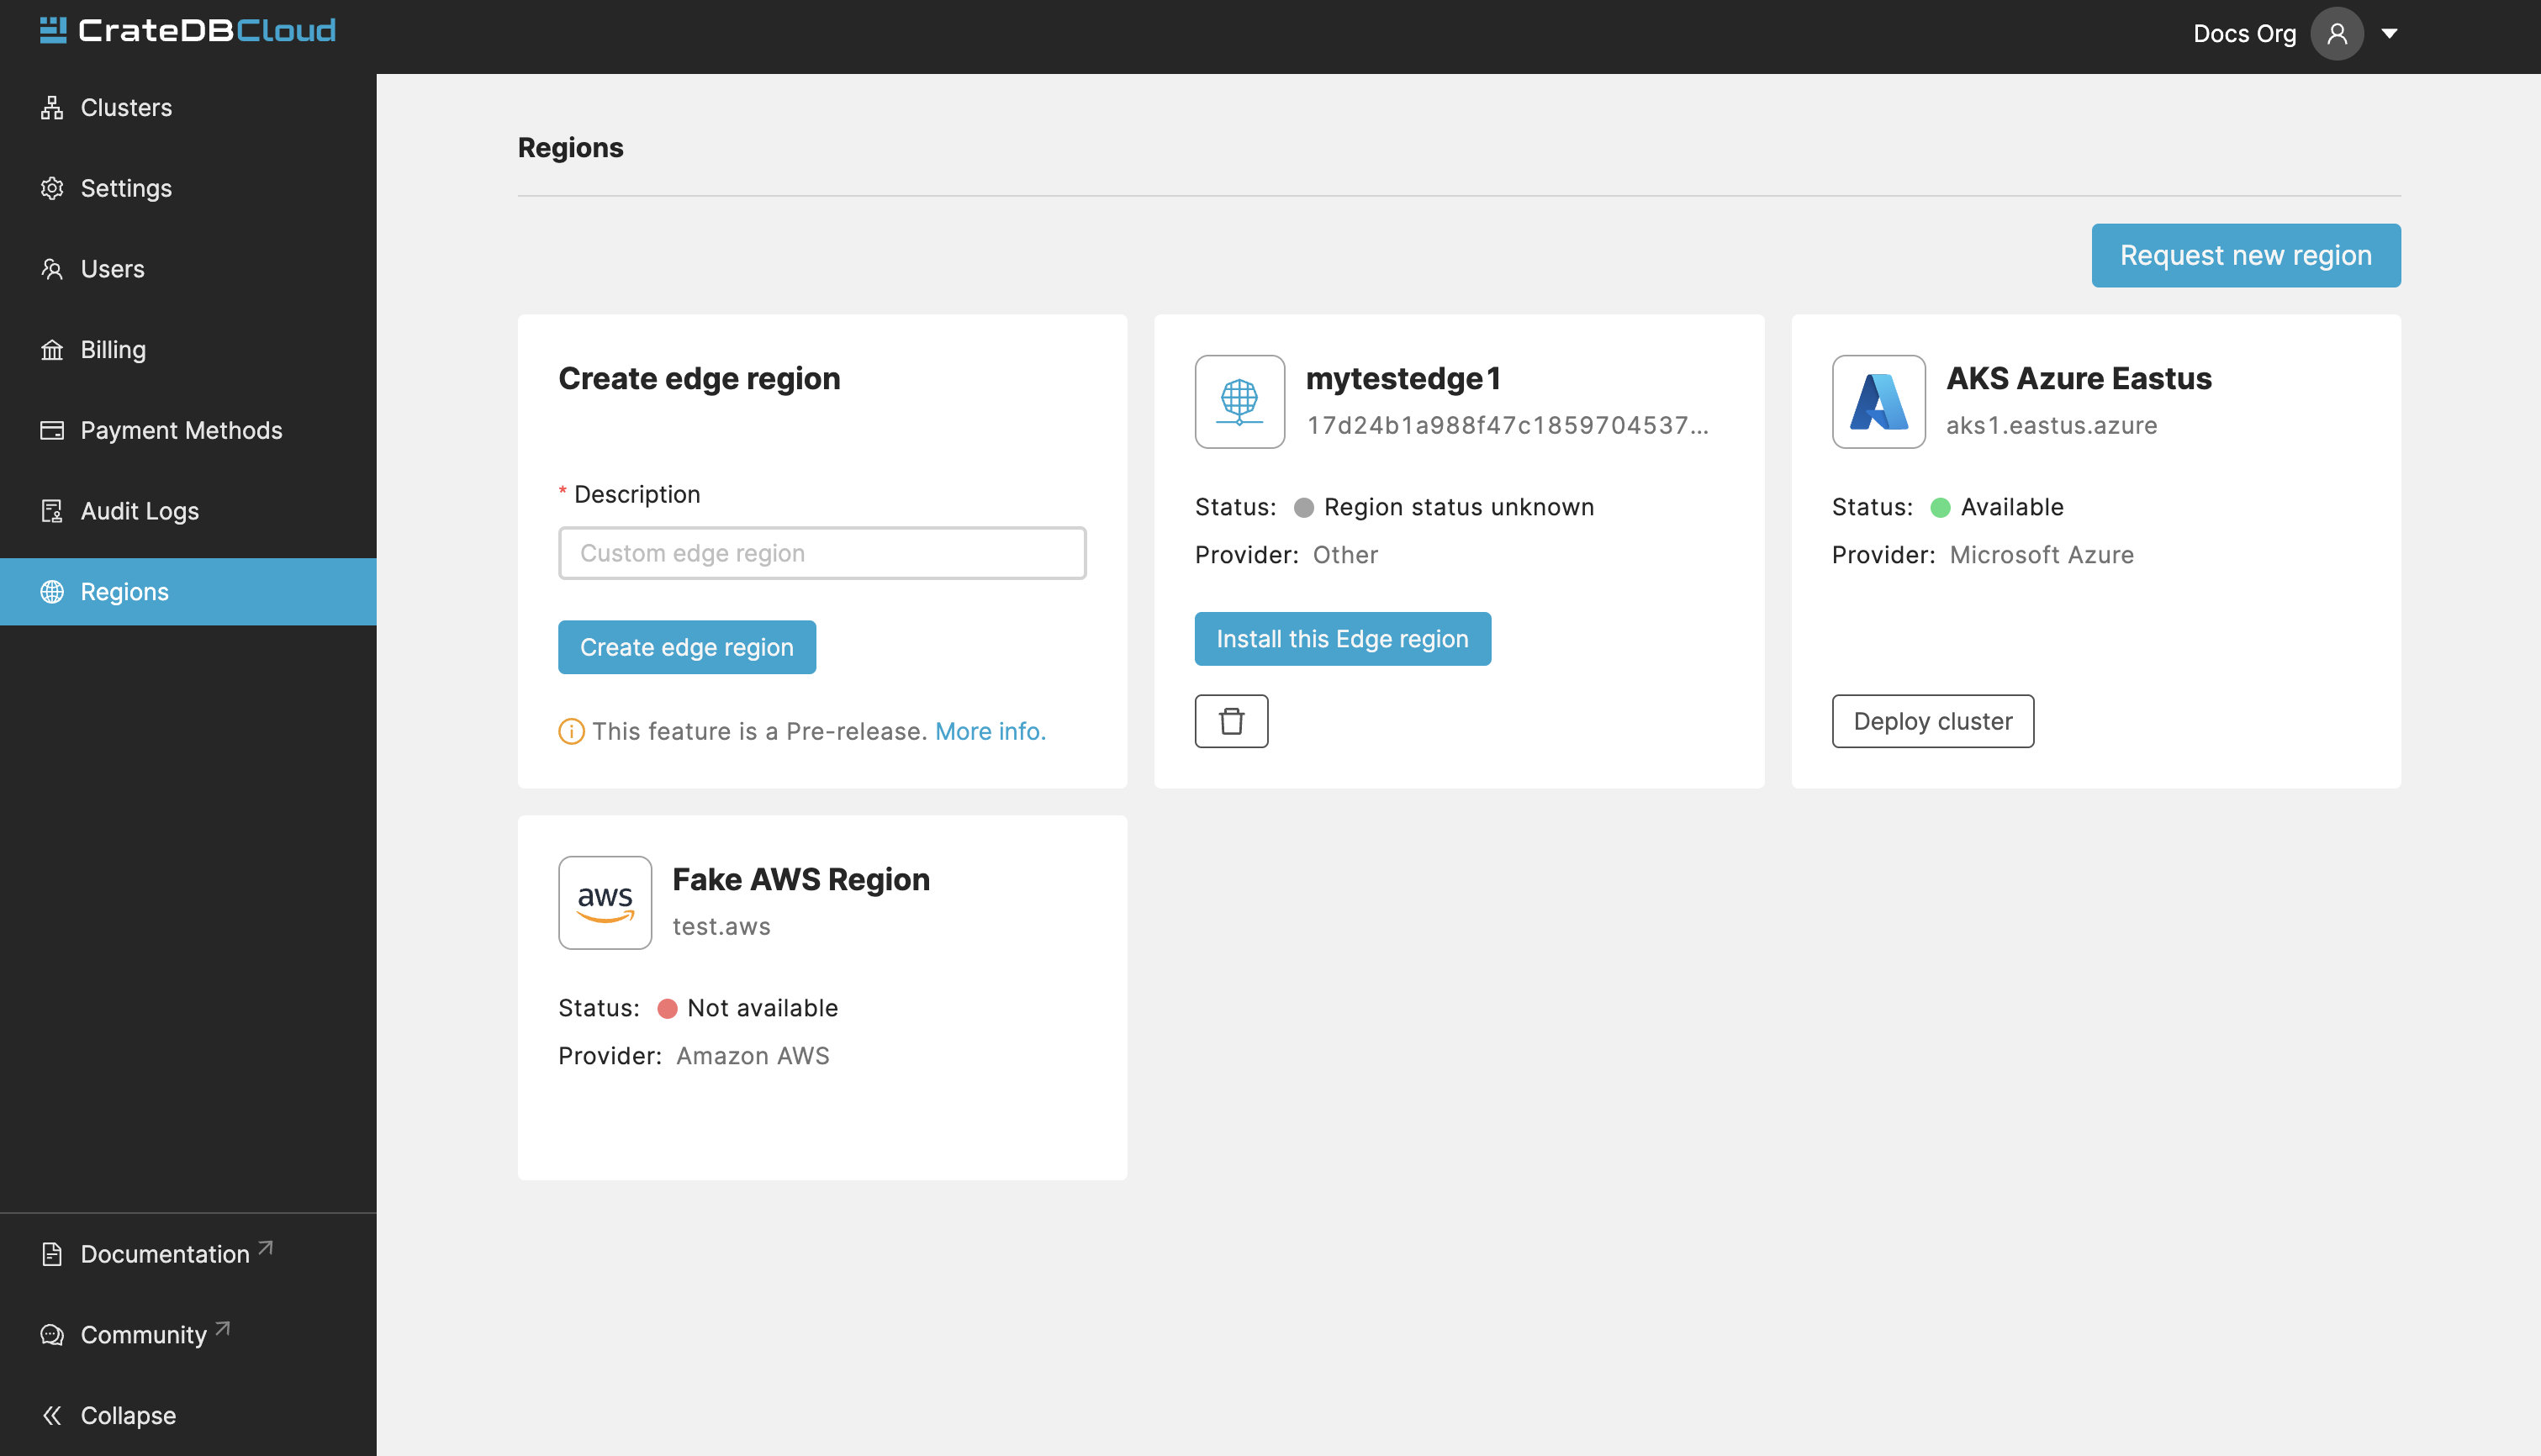 CrateDBCloud
Docs Org
Clusters
Settings
Users
Billing
Payment Methods
Audit Logs
Regions
Documentation
Community
Collapse
Regions
Request new region
Create edge region
* Description
Custom edge region
Create edge region
This feature is a Pre-release. More info.
mytestedge1
17d24b1a988f47c1859704537...
Status: Region status unknown
Provider: Other
Install this Edge region
AKS Azure Eastus
aks1.eastus.azure
Status: Available
Provider: Microsoft Azure
Deploy cluster
aws
Fake AWS Region
test.aws
Status: Not available
Provider: Amazon AWS